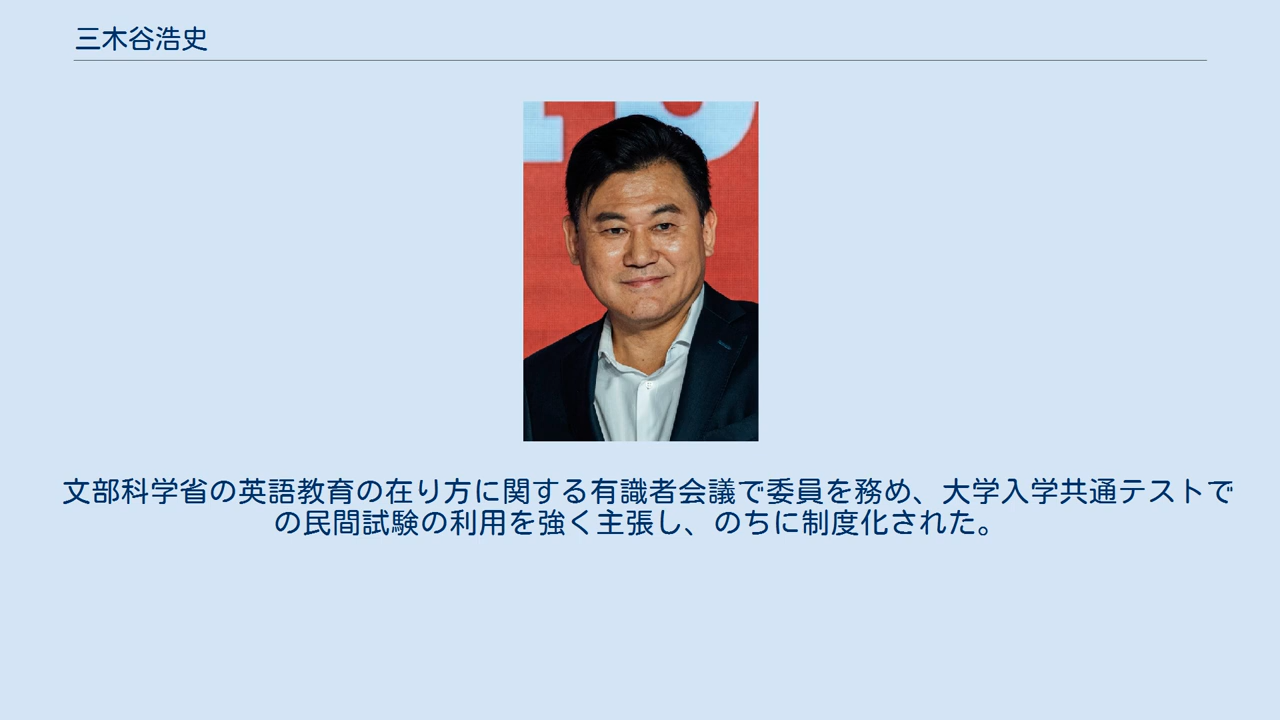 三木谷浩史
文部科学省の英語教育の在り方に関する有識者会議で委員を務め、大学入学共通テストで
の民間試験の利用を強く主張し、のちに制度化された。